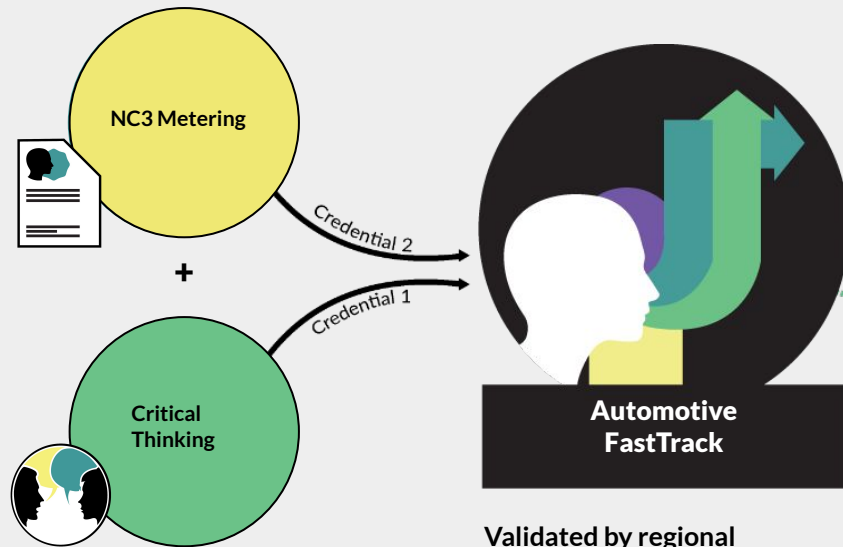 NC3 Metering
Credential 2
+
Credential 1
Critical
Thinking
Automotive
FastTrack
Validated by regional